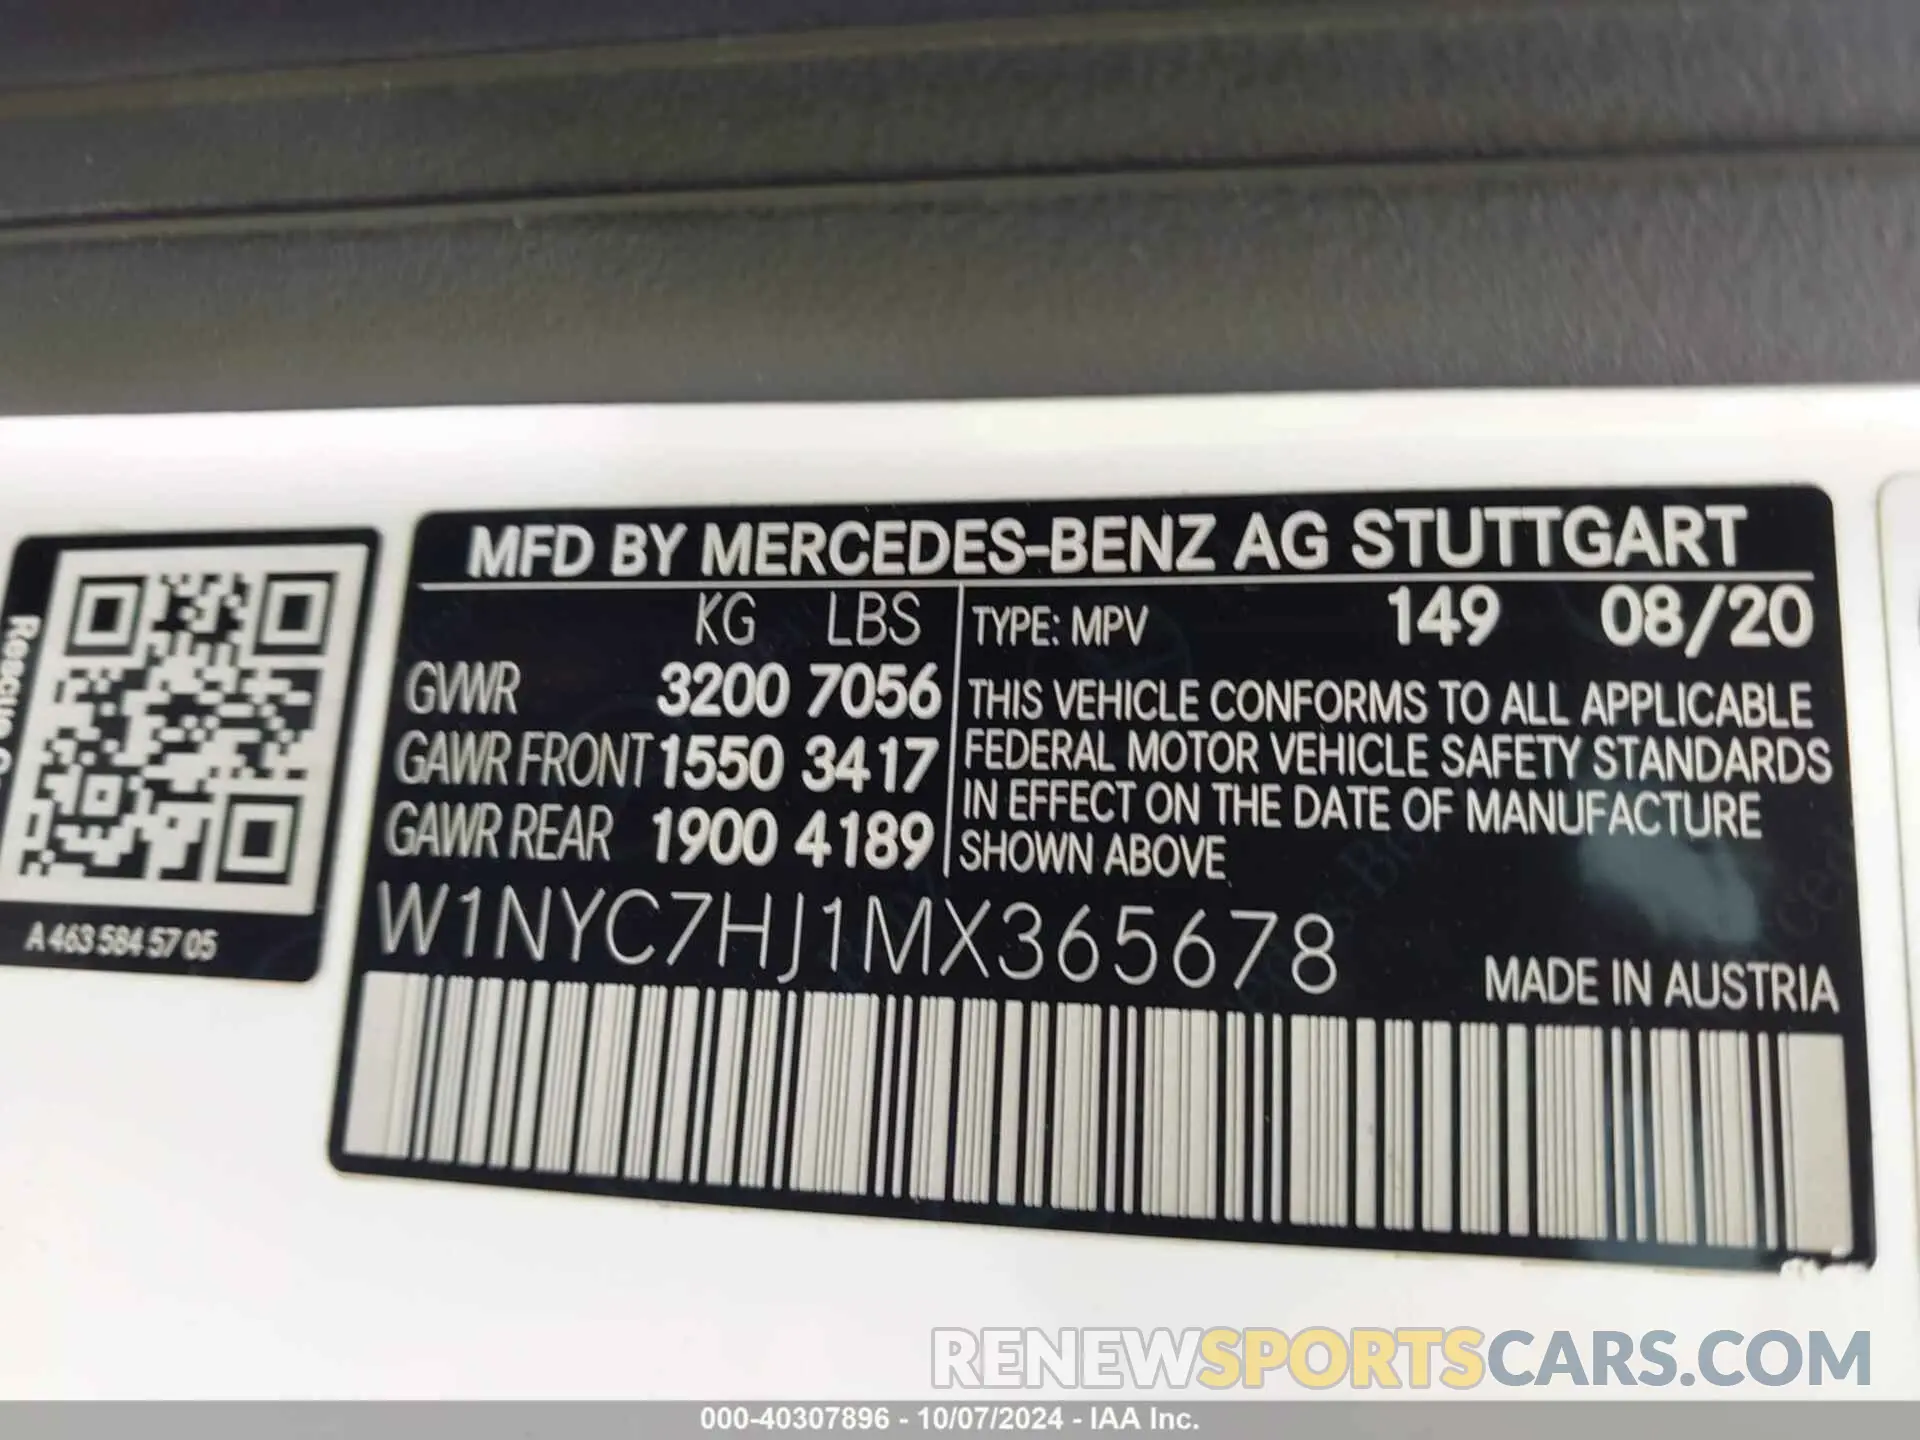 MFD BY MERCEDES-BENZ AG STUTTGART
KG LBS
GVWR 3200 7056
GAWR FRONT 1550 3417
GAWR REAR 1900 4189
TYPE: MPV 149 08/20
THIS VEHICLE CONFORMS TO ALL APPLICABLE
FEDERAL MOTOR VEHICLE SAFETY STANDARDS
IN EFFECT ON THE DATE OF MANUFACTURE
SHOWN ABOVE
W1NYC7HJ1MX365678
MADE IN AUSTRIA
Rescue
A 463 584 57 05
RENEWSPORTSCARS.COM
000-40307896 - 10/07/2024 - IAA Inc.